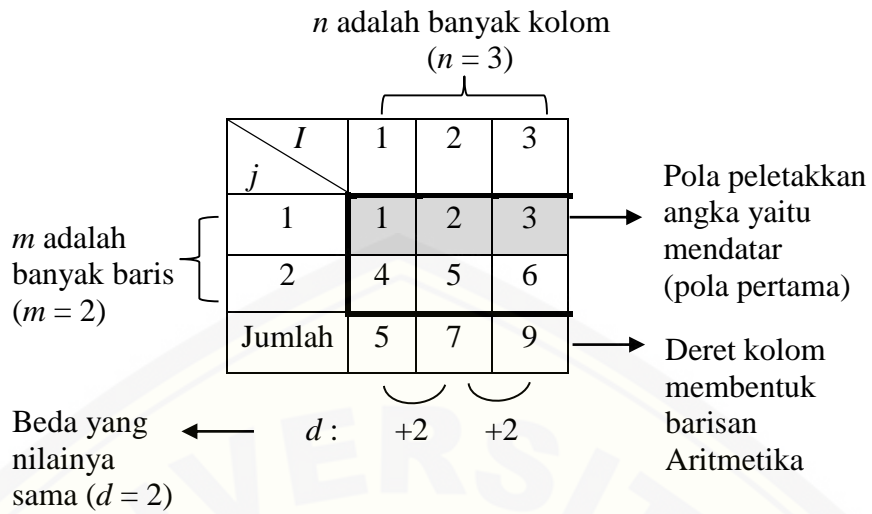 n adalah banyak kolom
(n = 3)
I 1 2 3
j
1 1 2 3
2 4 5 6
Jumlah 5 7 9
m adalah
banyak baris
(m = 2)
Pola peletakkan
angka yaitu
mendatar
(pola pertama)
Deret kolom
membentuk
barisan
Aritmetika
Beda yang
nilainya
sama (d = 2)
d : +2 +2
VERSIT